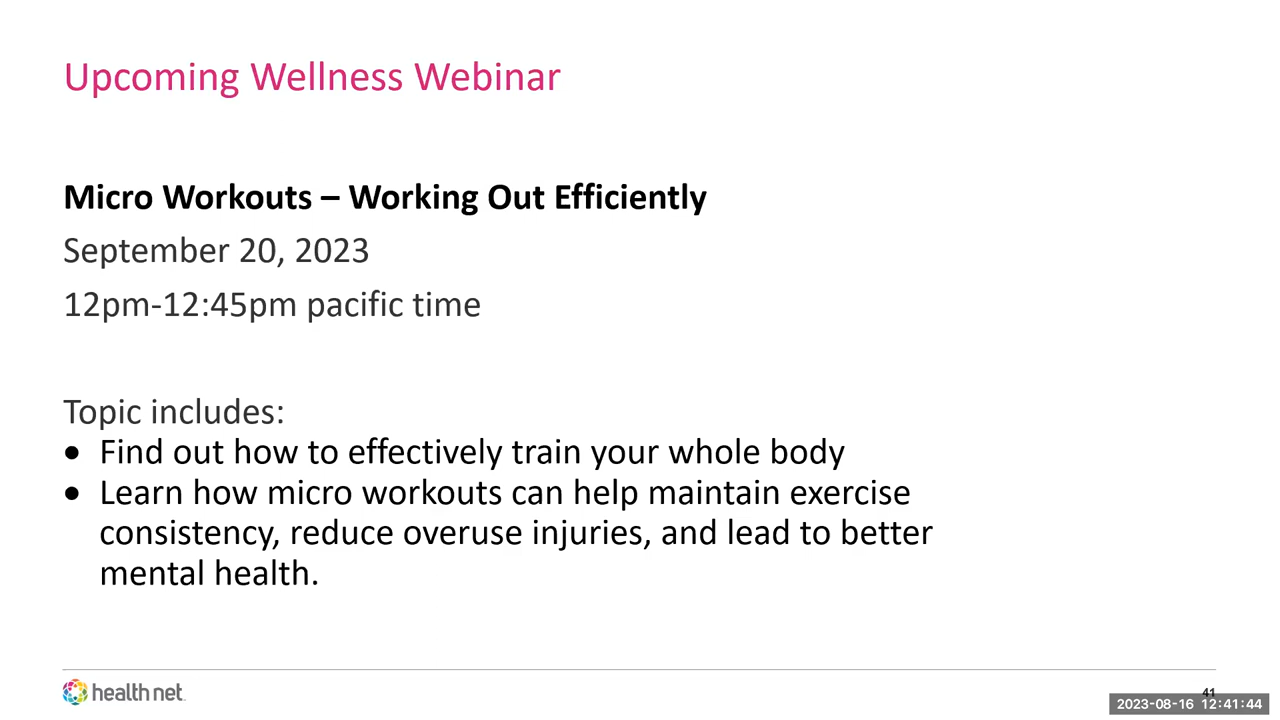 Upcoming Wellness Webinar
Micro Workouts – Working Out Efficiently
September 20, 2023
12pm-12:45pm pacific time
Topic includes:
• Find out how to effectively train your whole body
• Learn how micro workouts can help maintain exercise
consistency, reduce overuse injuries, and lead to better
mental health.
health net
41
2023-08-16 12:41:44